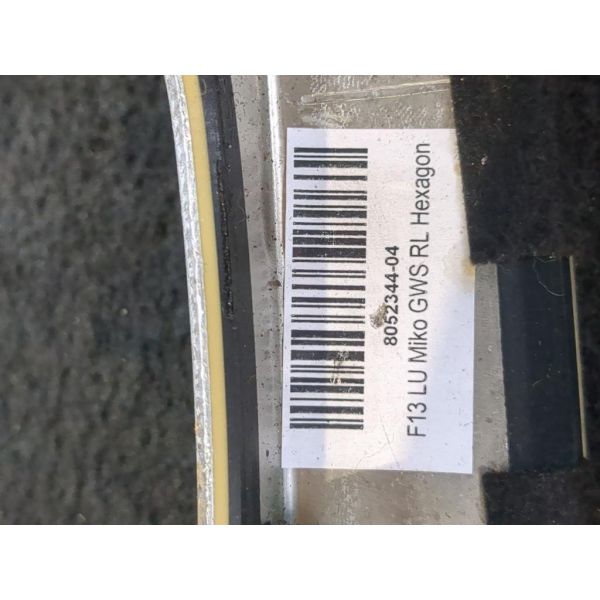 8052344-04
F13 LU Miko GWS RL Hexagon